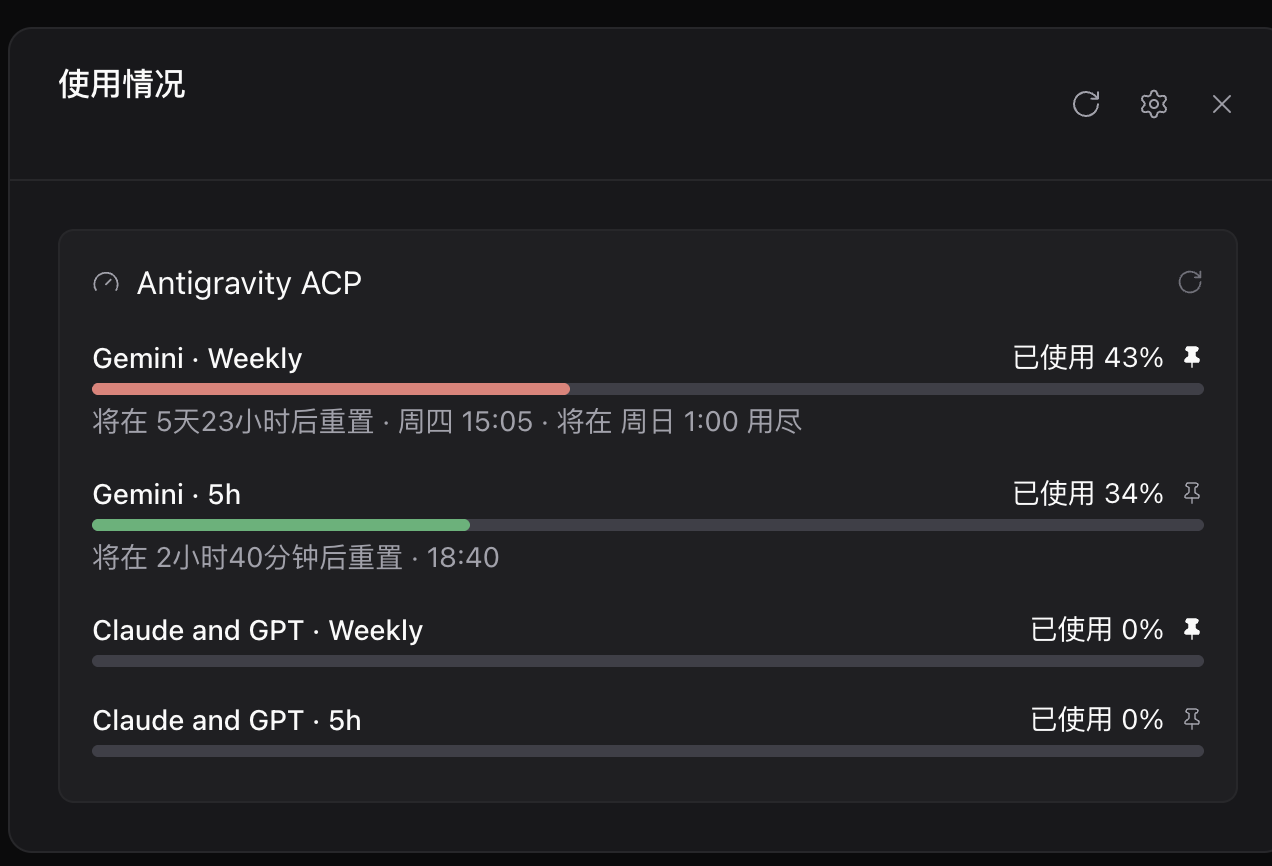 使用情况
Antigravity ACP
Gemini · Weekly 已使用 43%
将在 5天23小时后重置 · 周四 15:05 · 将在 周日 1:00 用尽
Gemini · 5h 已使用 34%
将在 2小时40分钟后重置 · 18:40
Claude and GPT · Weekly 已使用 0%
Claude and GPT · 5h 已使用 0%